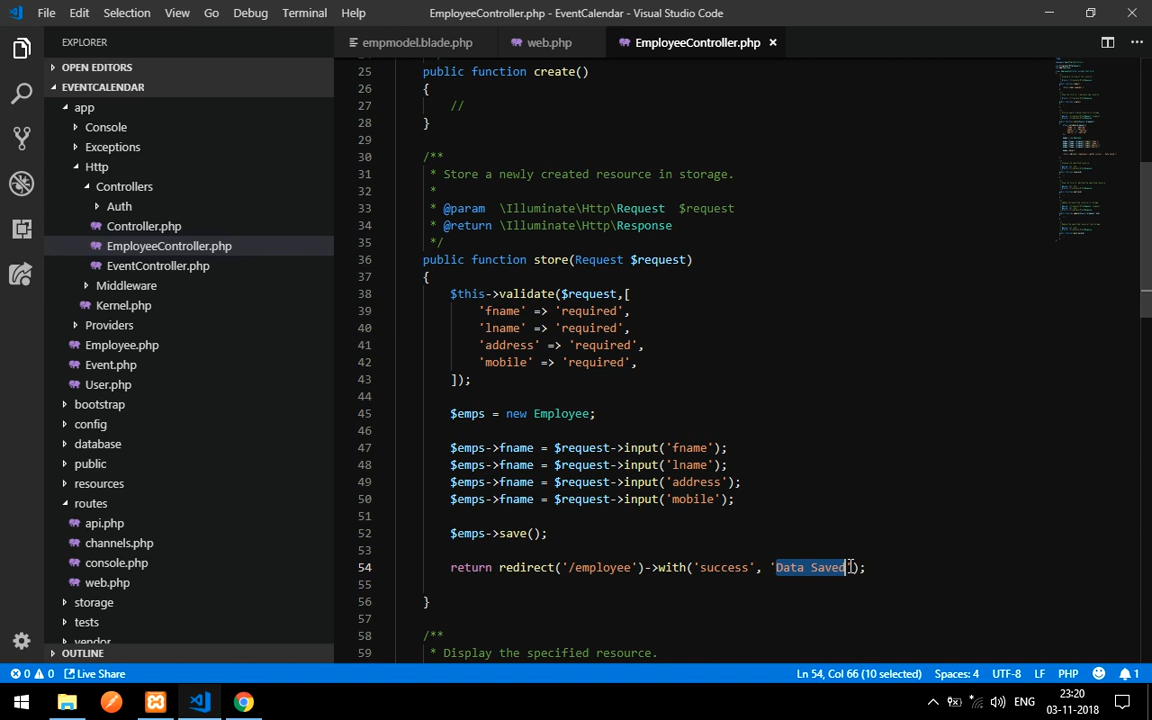 File Edit Selection View Go Debug Terminal Help
EmployeeController.php - EventCalendar - Visual Studio Code
EXPLORER
empmodel.blade.php
web.php
EmployeeController.php
OPEN EDITORS
EVENTCALENDAR
app
Console
Exceptions
Http
Controllers
Auth
Controller.php
EmployeeController.php
EventController.php
Middleware
Kernel.php
Providers
Employee.php
Event.php
User.php
bootstrap
config
database
public
resources
routes
api.php
channels.php
console.php
web.php
storage
tests
vendor
OUTLINE
25 public function create()
26 {
27 //
28 }
29
30 /**
31 * Store a newly created resource in storage.
32 *
33 * @param \Illuminate\Http\Request $request
34 * @return \Illuminate\Http\Response
35 */
36 public function store(Request $request)
37 {
38 $this->validate($request,[
39 'fname' => 'required',
40 'lname' => 'required',
41 'address' => 'required',
42 'mobile' => 'required',
43 ]);
44
45 $emps = new Employee;
46
47 $emps->fname = $request->input('fname');
48 $emps->fname = $request->input('lname');
49 $emps->fname = $request->input('address');
50 $emps->fname = $request->input('mobile');
51
52 $emps->save();
53
54 return redirect('/employee')->with('success', 'Data Saved');
55
56 }
57
58 /**
59 * Display the specified resource.
0 0 Live Share
Ln 54, Col 66 (10 selected) Spaces: 4 UTF-8 LF PHP 1
ENG
23:20
03-11-2018